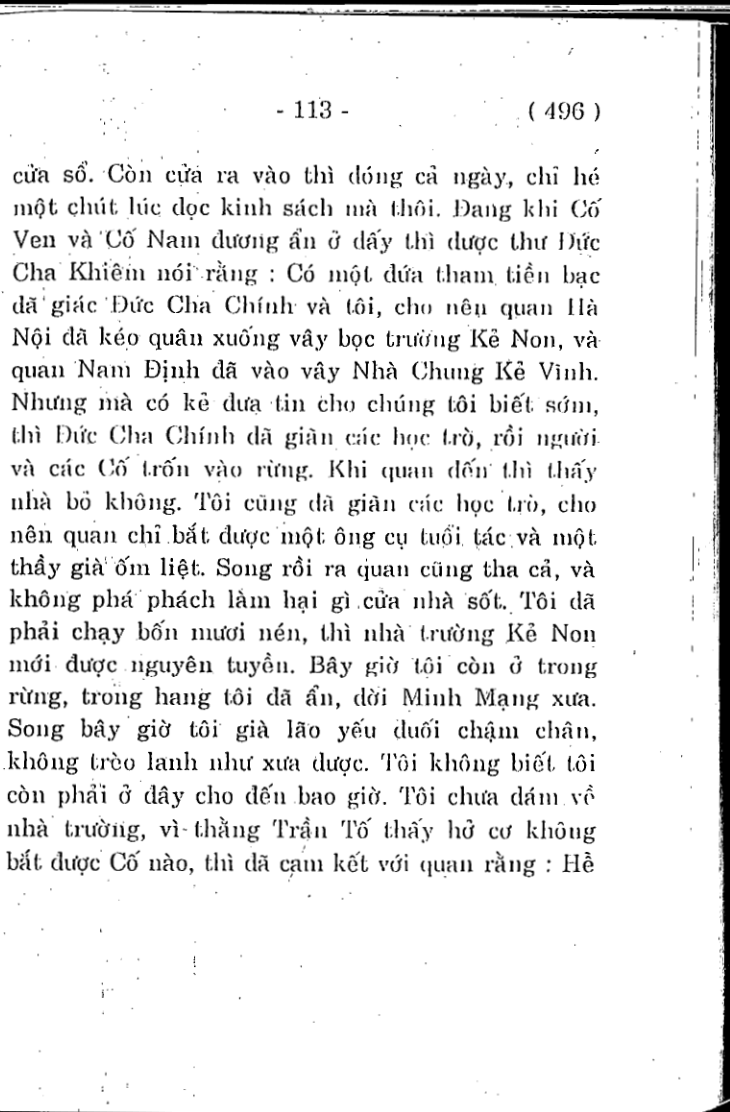 - 113 - ( 496 )
cửa sổ. Còn cửa ra vào thì đóng cả ngày, chỉ hé
một chút lúc đọc kinh sách mà thôi. Đang khi Cố
Ven và Cố Nam đương ẩn ở đấy thì được thư Đức
Cha Khiêm nói rằng : Có một đứa tham tiền bạc
đã giác Đức Cha Chính và tôi, cho nên quan Hà
Nội đã kéo quân xuống vây bọc trường Kẻ Non, và
quan Nam Định đã vào vây Nhà Chung Kẻ Vình.
Nhưng mà có kẻ đưa tin cho chúng tôi biết sớm,
thì Đức Cha Chính đã giàn các học trò, rồi người
và các Cố trốn vào rừng. Khi quan đến thì thấy
nhà bỏ không. Tôi cũng đã giàn các học trò, cho
nên quan chỉ bắt được một ông cụ tuổi tác và một
thầy già ốm liệt. Song rồi ra quan cũng tha cả, và
không phá phách làm hại gì cửa nhà sốt. Tôi đã
phải chạy bốn mươi nén, thì nhà trường Kẻ Non
mới được nguyên tuyền. Bây giờ tôi còn ở trong
rừng, trong hang tôi đã ẩn, đời Minh Mạng xưa.
Song bây giờ tôi già lão yếu đuối chậm chân,
không trèo lanh như xưa được. Tôi không biết tôi
còn phải ở đây cho đến bao giờ. Tôi chưa dám về
nhà trường, vì thằng Trần Tố thấy hở cơ không
bắt được Cố nào, thì đã cam kết với quan rằng : Hễ